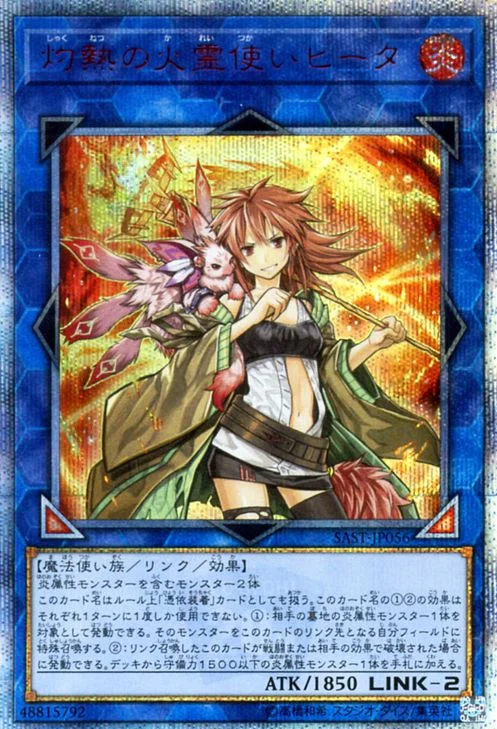 灼熱の火霊使いヒータ
炎
SAST-JP056
【魔法使い族／リンク／効果】
炎属性モンスターを含むモンスター２体
このカード名はルール上「憑依装着」カードとしても扱う。このカード名の①②の効果は
それぞれ１ターンに１度しか使用できない。①：相手の墓地の炎属性モンスター１体を
対象として発動できる。そのモンスターをこのカードのリンク先となる自分フィールドに
特殊召喚する。②：リンク召喚したこのカードが戦闘または相手の効果で破壊された場合
に発動できる。デッキから守備力１５００以下の炎属性モンスター１体を手札に加える。
ATK/1850 LINK-2
48815792
©高橋和希 スタジオ・ダイス/集英社